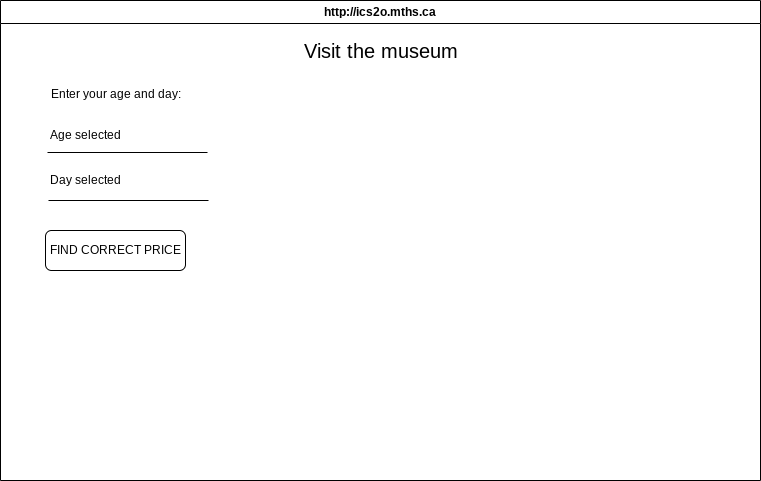 http://ics2o.mths.ca
Visit the museum
Enter your age and day:
Age selected
Day selected
FIND CORRECT PRICE